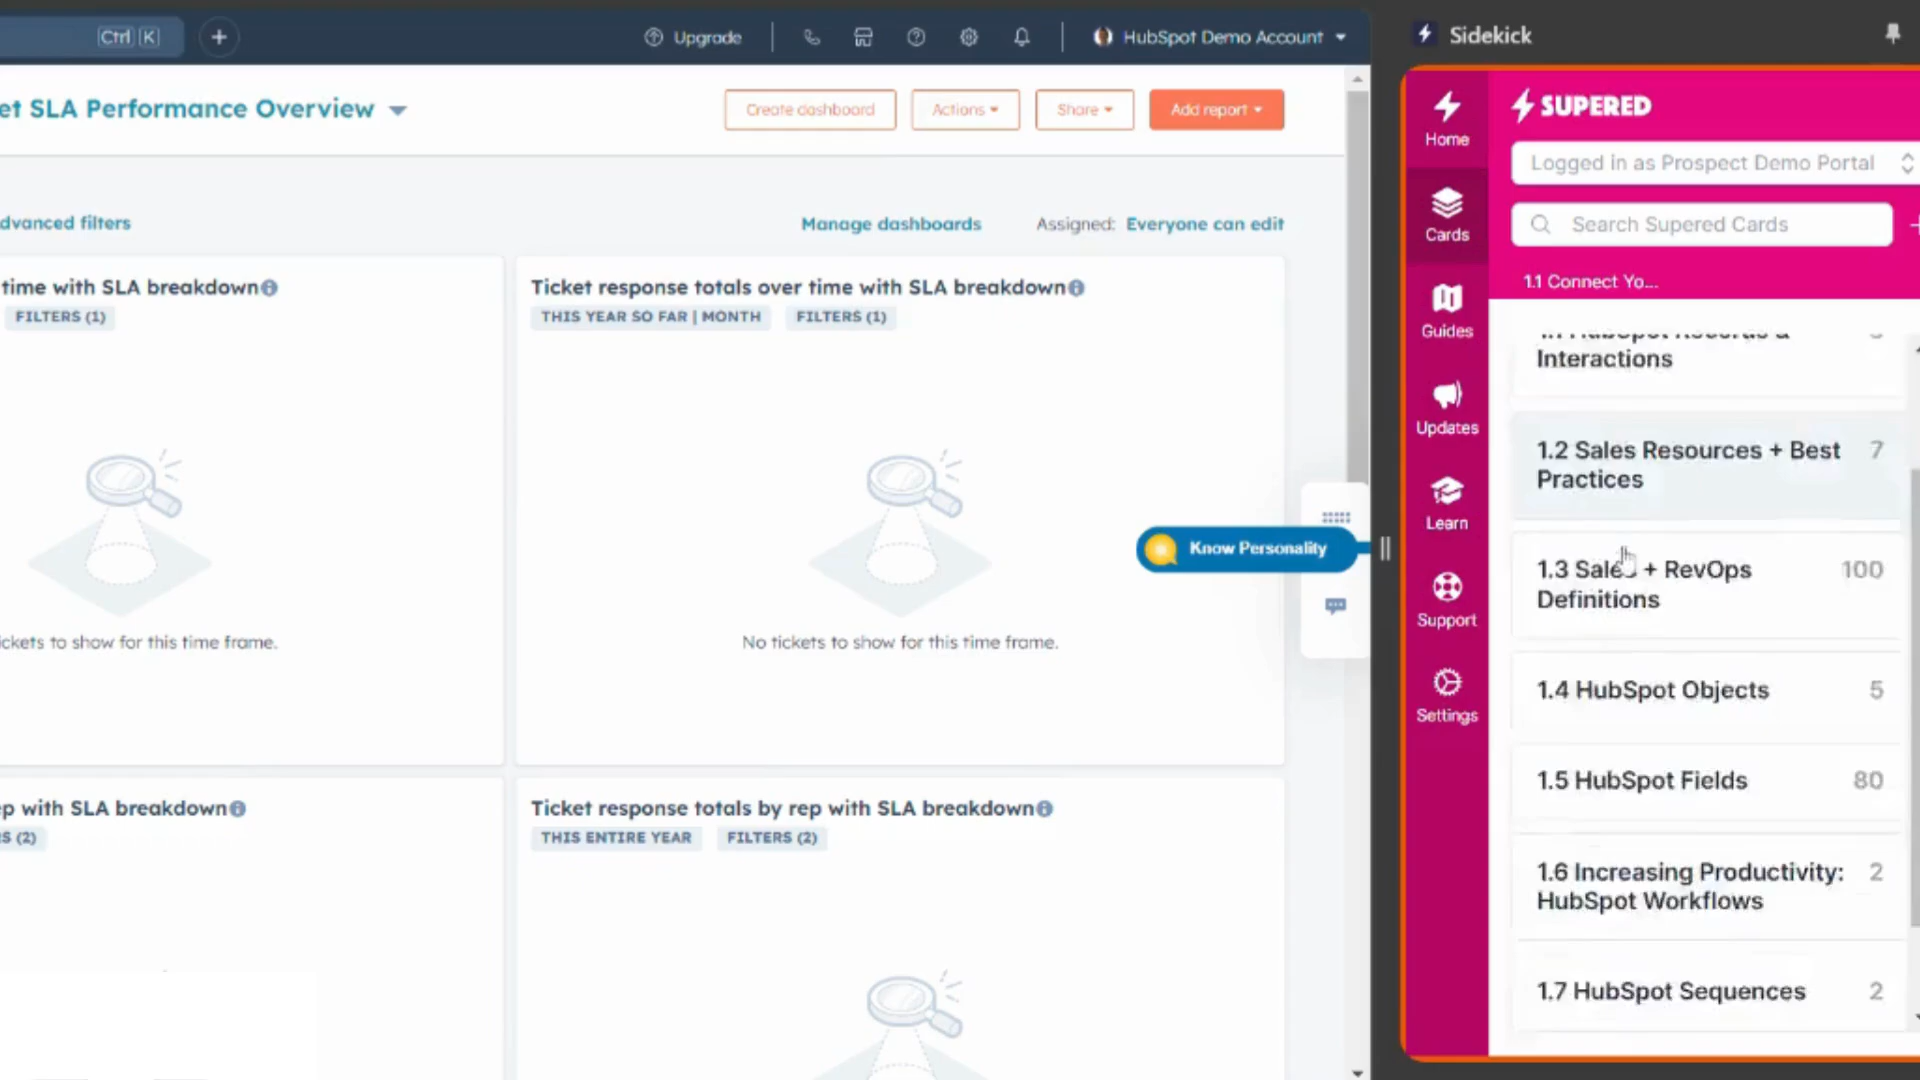 Ctrl K
Upgrade
HubSpot Demo Account
et SLA Performance Overview
Create dashboard
Actions
Share
Add report
dvanced filters
Manage dashboards
Assigned: Everyone can edit
time with SLA breakdown
FILTERS (1)
Ticket response totals over time with SLA breakdown
THIS YEAR SO FAR | MONTH
FILTERS (1)
ickets to show for this time frame.
No tickets to show for this time frame.
Know Personality
ep with SLA breakdown
S (2)
Ticket response totals by rep with SLA breakdown
THIS ENTIRE YEAR
FILTERS (2)
Sidekick
Home
Cards
Guides
Updates
Learn
Support
Settings
SUPERED
Logged in as Prospect Demo Portal
Search Supered Cards
1.1 Connect Yo...
Interactions
1.2 Sales Resources + Best
Practices
7
1.3 Sales + RevOps
Definitions
100
1.4 HubSpot Objects
5
1.5 HubSpot Fields
80
1.6 Increasing Productivity:
HubSpot Workflows
2
1.7 HubSpot Sequences
2